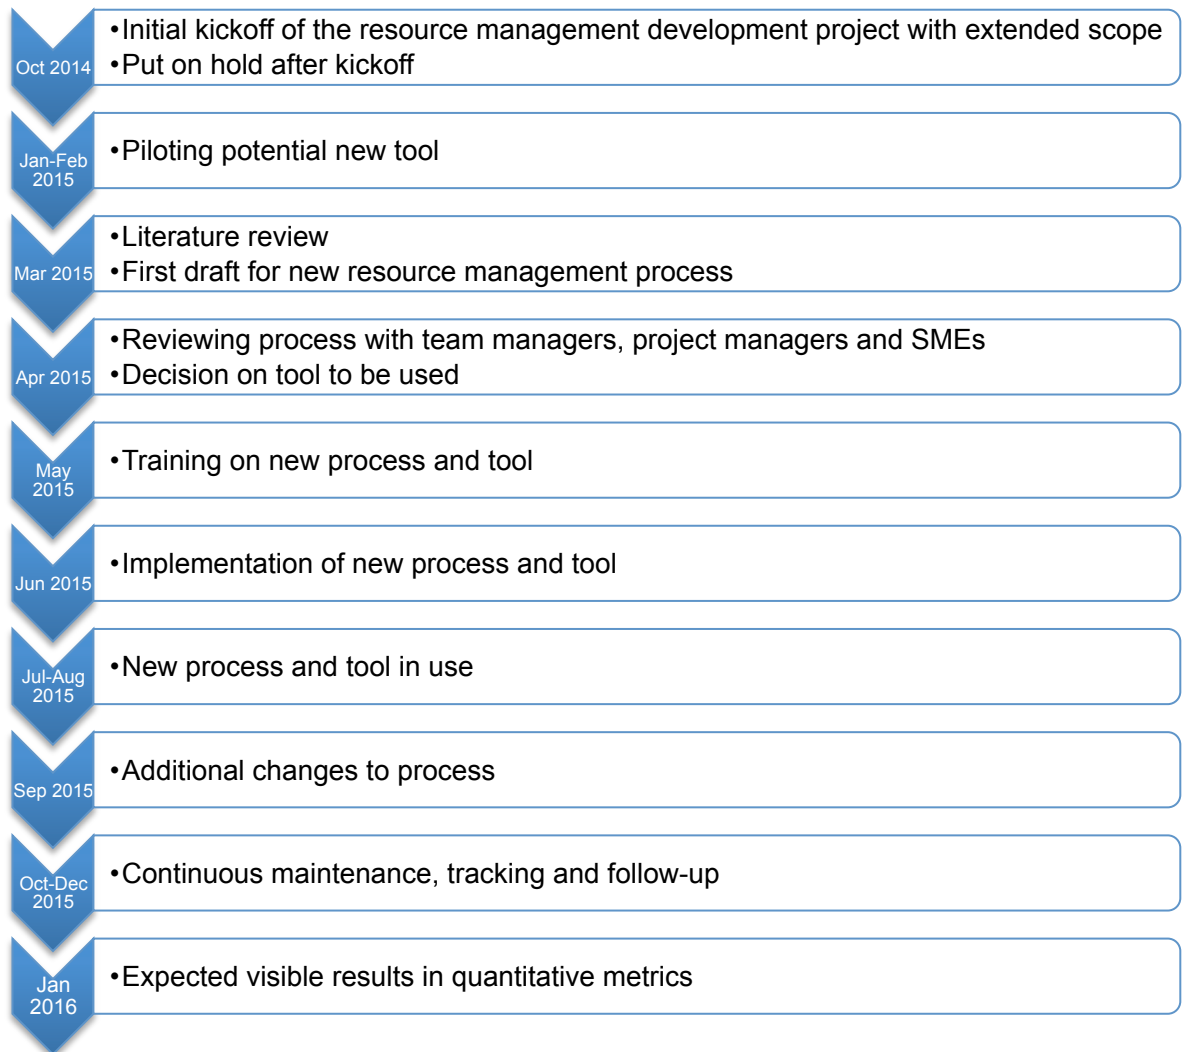 Oct 2014
•Initial kickoff of the resource management development project with extended scope
•Put on hold after kickoff
Jan-Feb
2015
•Piloting potential new tool
Mar 2015
•Literature review
•First draft for new resource management process
Apr 2015
•Reviewing process with team managers, project managers and SMEs
•Decision on tool to be used
May
2015
•Training on new process and tool
Jun 2015
•Implementation of new process and tool
Jul-Aug
2015
•New process and tool in use
Sep 2015
•Additional changes to process
Oct-Dec
2015
•Continuous maintenance, tracking and follow-up
Jan
2016
•Expected visible results in quantitative metrics